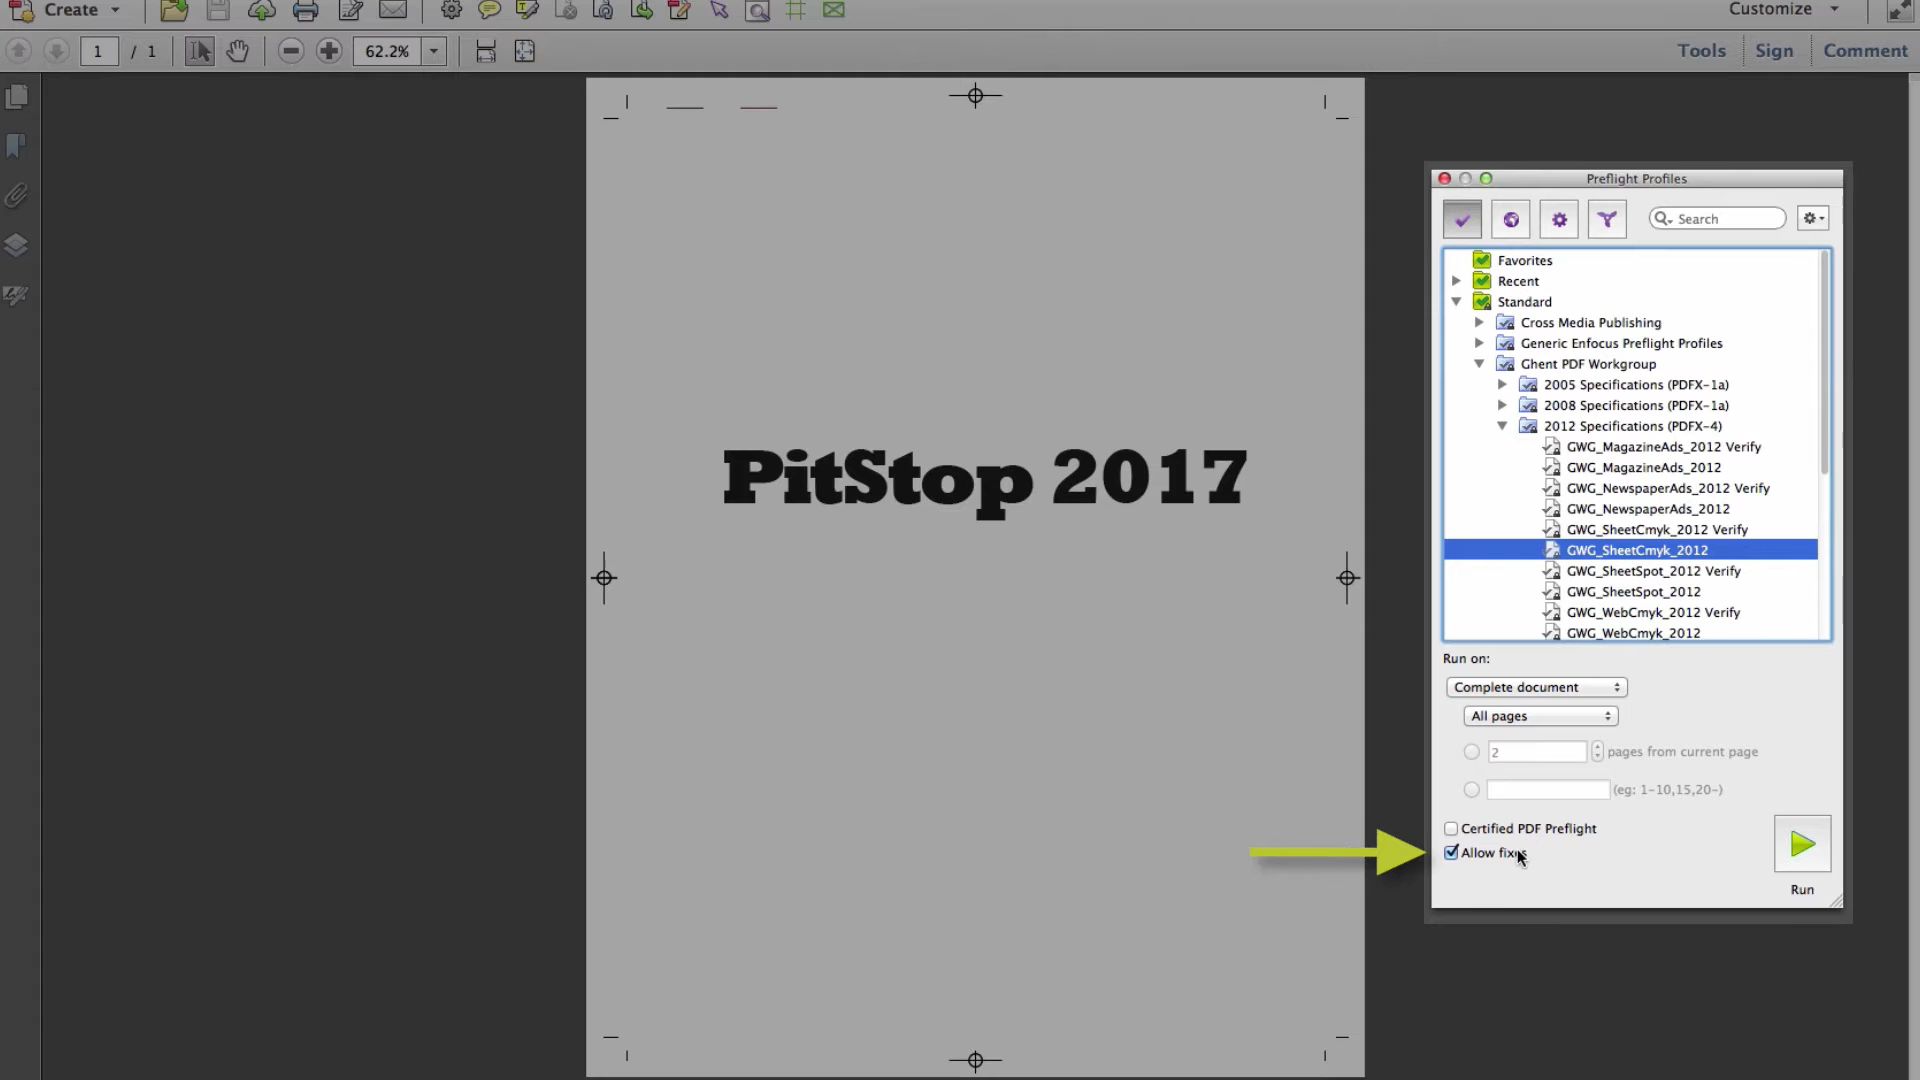 Create
Customize
1 / 1
62.2%
Tools
Sign
Comment
PitStop 2017
Preflight Profiles
Search
Favorites
Recent
Standard
Cross Media Publishing
Generic Enfocus Preflight Profiles
Ghent PDF Workgroup
2005 Specifications (PDFX-1a)
2008 Specifications (PDFX-1a)
2012 Specifications (PDFX-4)
GWG_MagazineAds_2012 Verify
GWG_MagazineAds_2012
GWG_NewspaperAds_2012 Verify
GWG_NewspaperAds_2012
GWG_SheetCmyk_2012 Verify
GWG_SheetCmyk_2012
GWG_SheetSpot_2012 Verify
GWG_SheetSpot_2012
GWG_WebCmyk_2012 Verify
GWG_WebCmyk_2012
Run on:
Complete document
All pages
2 pages from current page
(eg: 1-10,15,20-)
Certified PDF Preflight
Allow fixes
Run